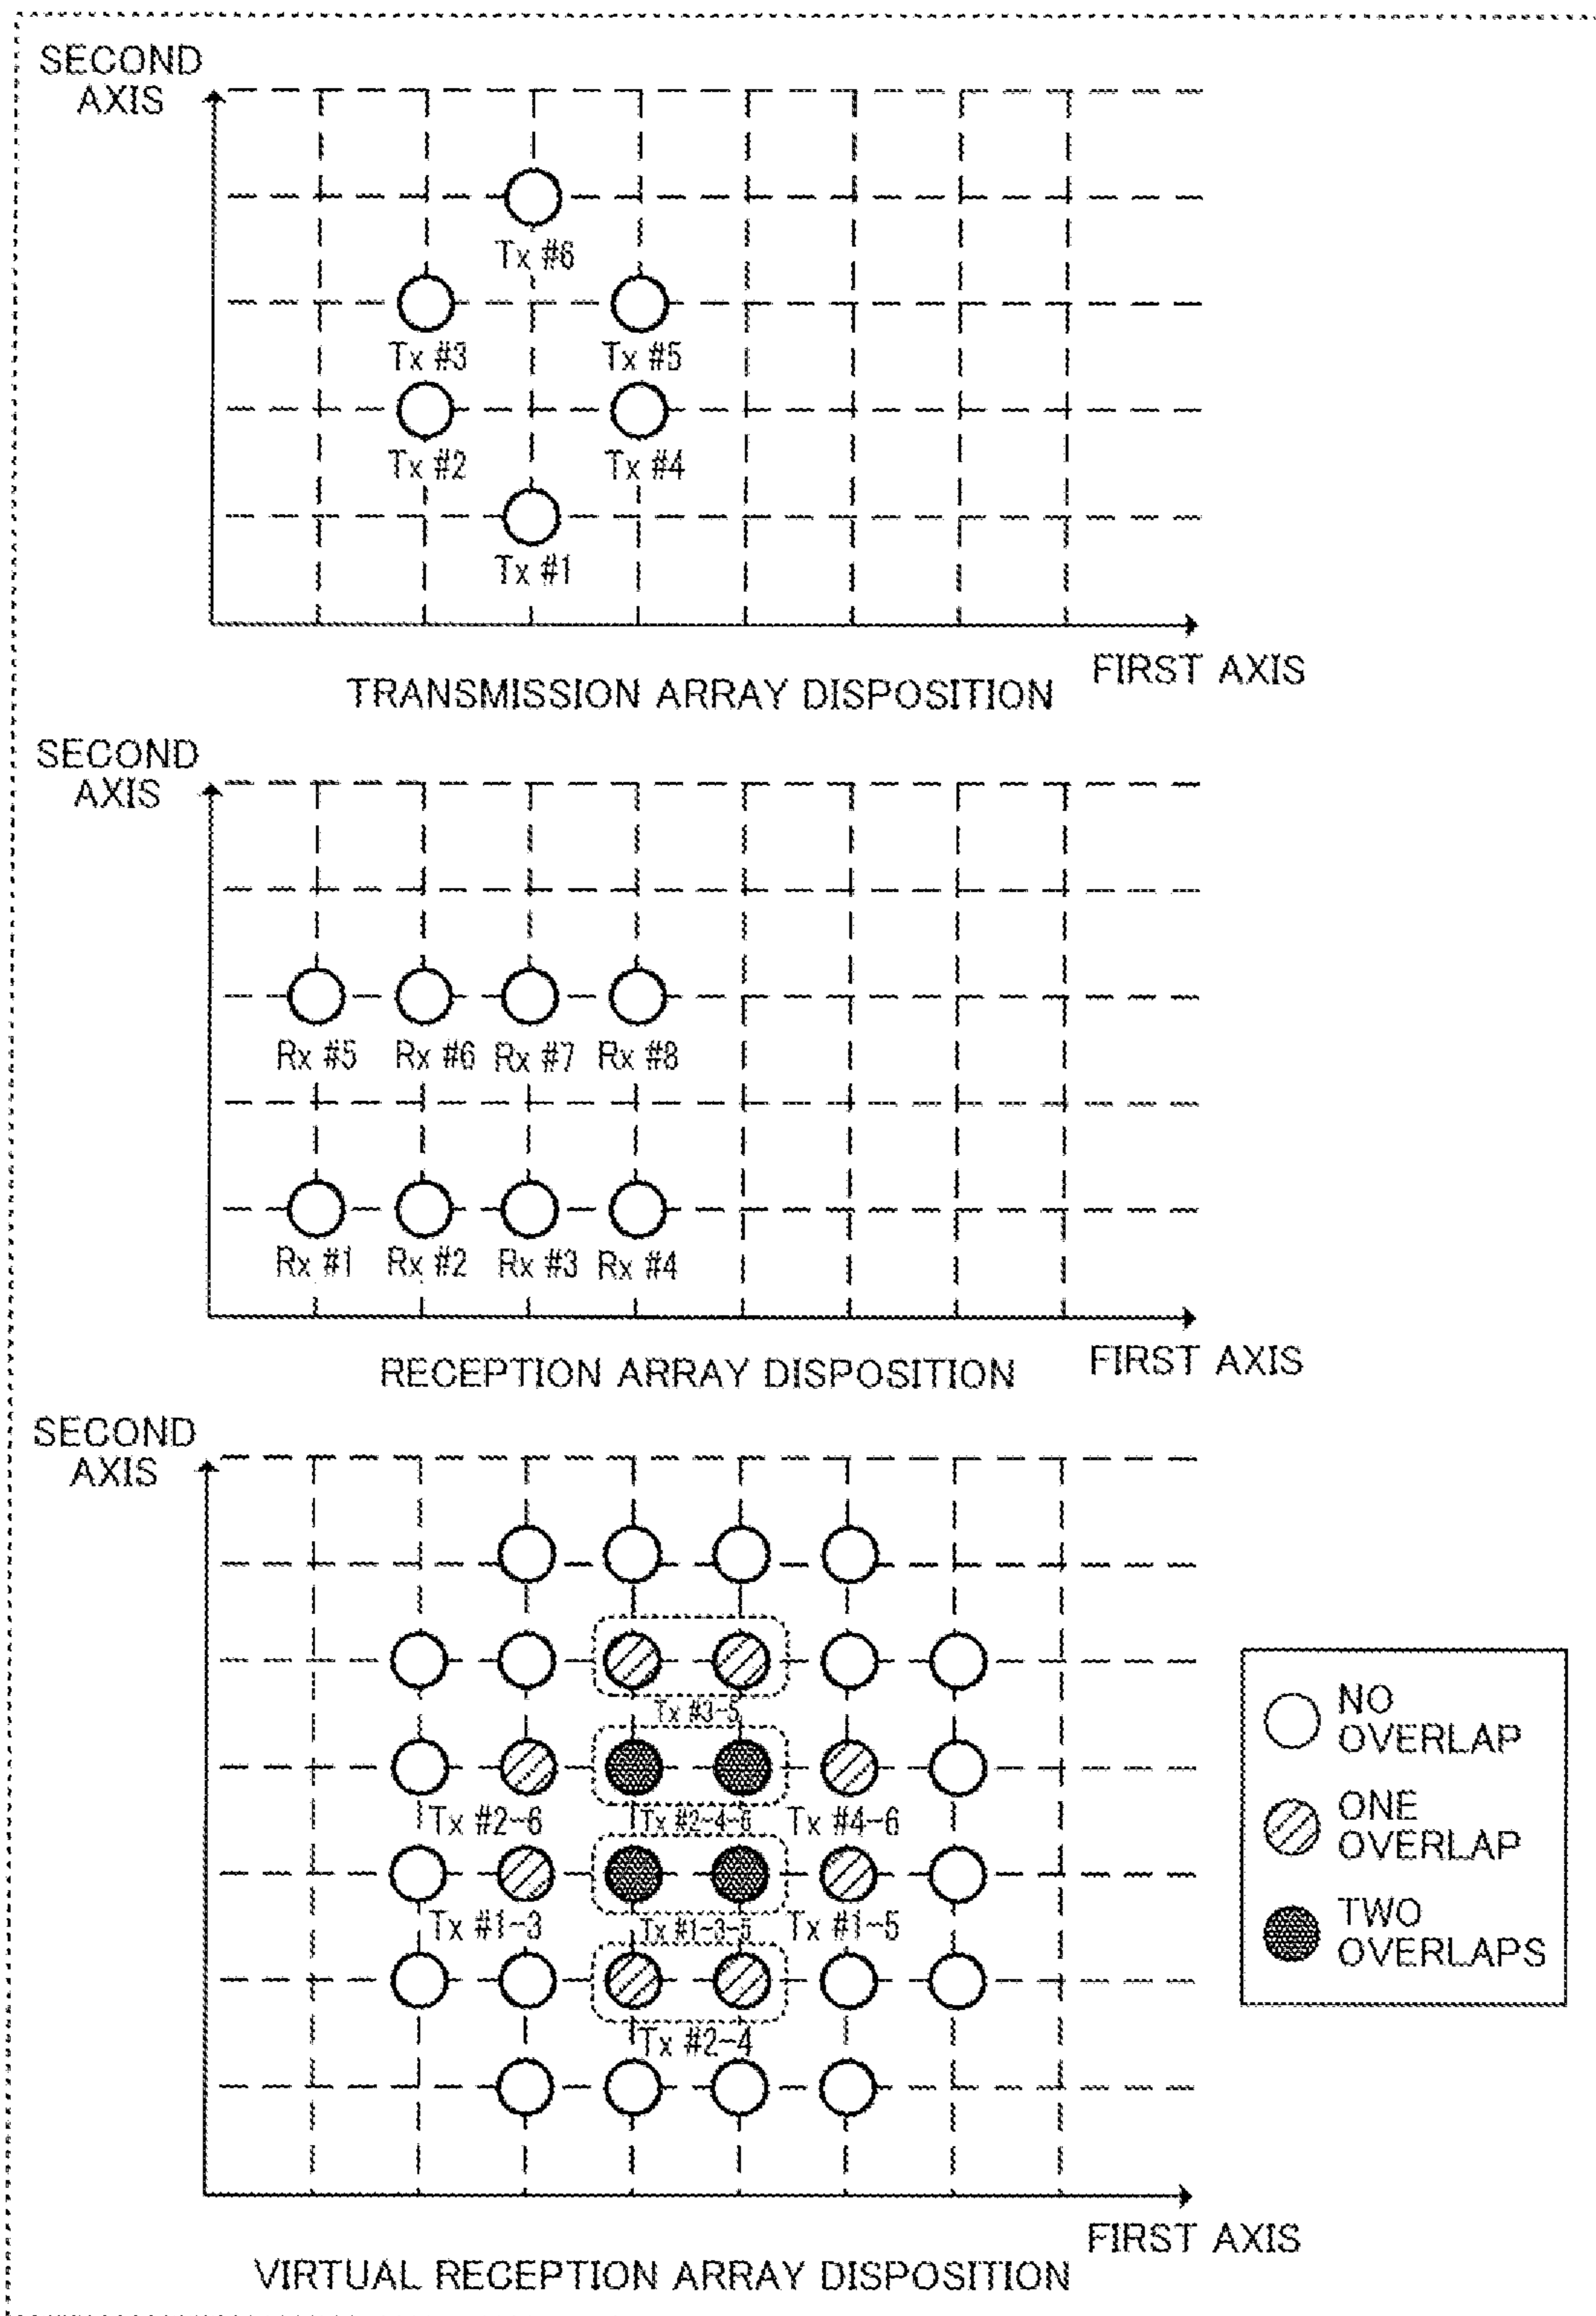 SECOND
AXIS
Tx #6
Tx #3
Tx #5
Tx #2
Tx #4
Tx #1
FIRST AXIS
TRANSMISSION ARRAY DISPOSITION
SECOND
AXIS
Rx #5
Rx #6
Rx #7
Rx #8
Rx #1
Rx #2
Rx #3
Rx #4
FIRST AXIS
RECEPTION ARRAY DISPOSITION
SECOND
AXIS
Tx #3-5
Tx #2-6
Tx #2-4-6
Tx #4-6
Tx #1-3
Tx #1-3-5
Tx #1-5
Tx #2-4
NO
OVERLAP
ONE
OVERLAP
TWO
OVERLAPS
FIRST AXIS
VIRTUAL RECEPTION ARRAY DISPOSITION